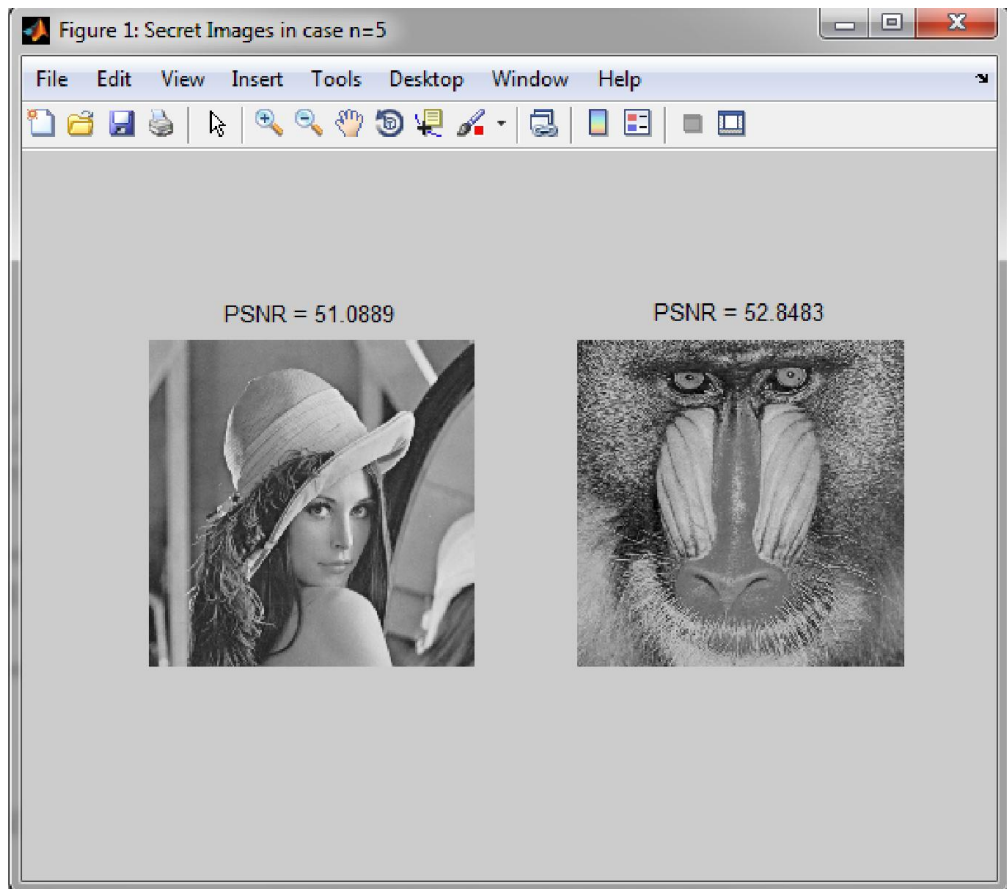 Figure 1: Secret Images in case n=5
File Edit View Insert Tools Desktop Window Help
PSNR = 51.0889
PSNR = 52.8483